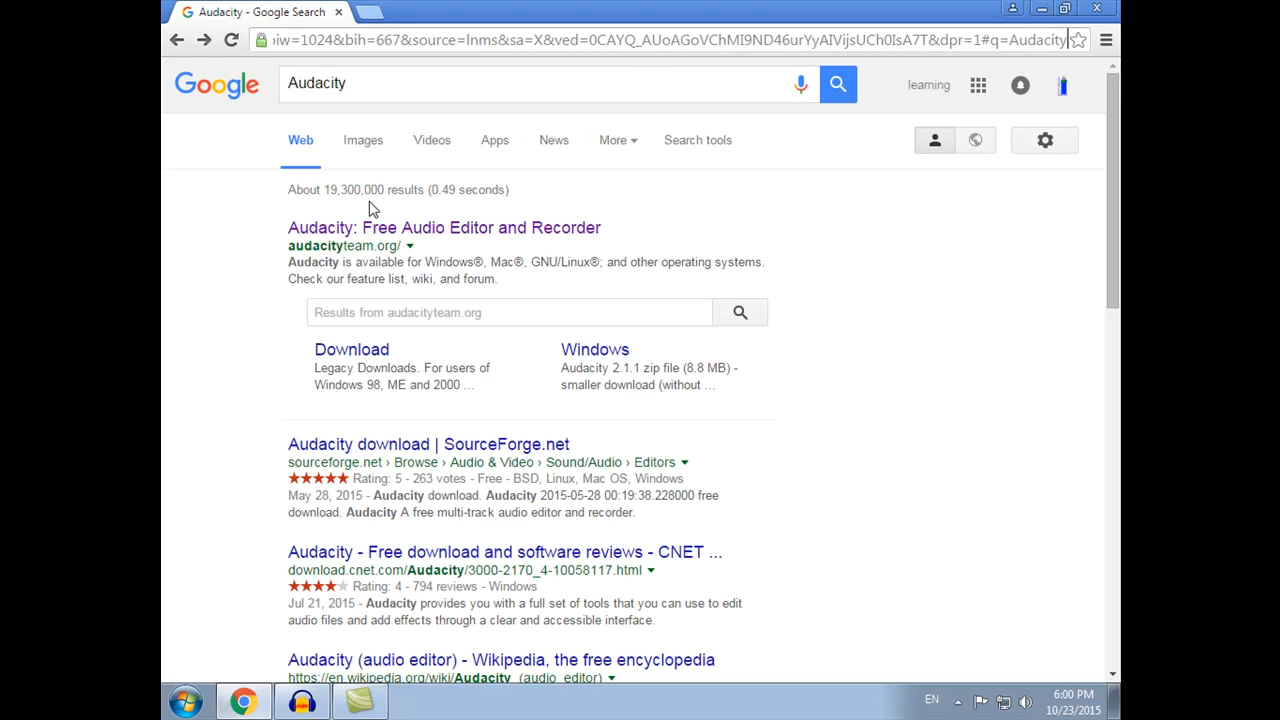 Audacity - Google Search
biw=1024&bih=667&source=lnms&sa=X&ved=0CAYQ_AUoAGoVChMI9ND46urYyAIVijsUCh0IsA7T&dpr=1#q=Audacity
Google
Audacity
learning
Web Images Videos Apps News More Search tools
About 19,300,000 results (0.49 seconds)
Audacity: Free Audio Editor and Recorder
audacityteam.org/
Audacity is available for Windows®, Mac®, GNU/Linux®; and other operating systems.
Check our feature list, wiki, and forum.
Results from audacityteam.org
Download
Legacy Downloads. For users of
Windows 98, ME and 2000 ...
Windows
Audacity 2.1.1 zip file (8.8 MB) -
smaller download (without ...
Audacity download | SourceForge.net
sourceforge.net › Browse › Audio & Video › Sound/Audio › Editors
Rating: 5 - 263 votes - Free - BSD, Linux, Mac OS, Windows
May 28, 2015 - Audacity download. Audacity 2015-05-28 00:19:38.228000 free
download. Audacity A free multi-track audio editor and recorder.
Audacity - Free download and software reviews - CNET ...
download.cnet.com/Audacity/3000-2170_4-10058117.html
Rating: 4 - 794 reviews - Windows
Jul 21, 2015 - Audacity provides you with a full set of tools that you can use to edit
audio files and add effects through a clear and accessible interface.
Audacity (audio editor) - Wikipedia, the free encyclopedia
https://en.wikipedia.org/wiki/Audacity_(audio_editor)
EN
6:00 PM
10/23/2015